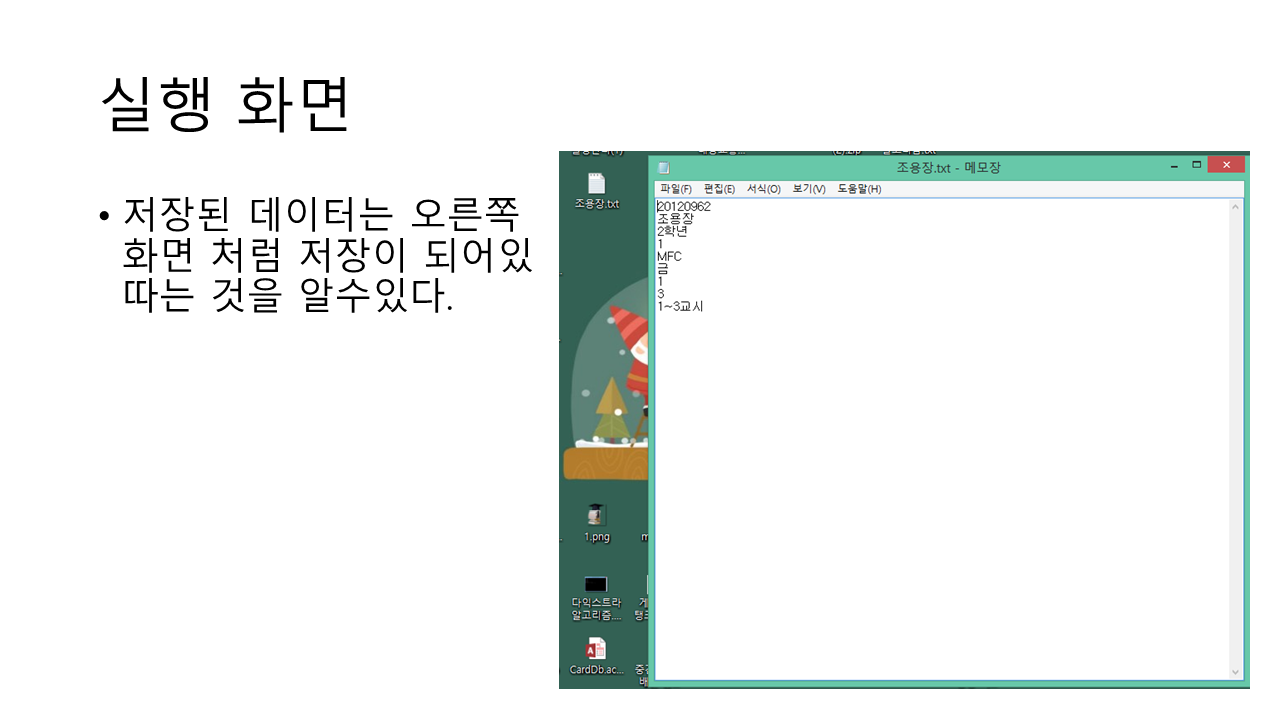 실행 화면
• 저장된 데이터는 오른쪽
화면 처럼 저장이 되어있
따는 것을 알수있다.
조용장.txt
조용장.txt - 메모장
파일(F) 편집(E) 서식(O) 보기(V) 도움말(H)
20120962
조용장
2학년
1
MFC
금
1
3
1~3교시
1.png
다익스트라
알고리즘....
CardDb.ac...